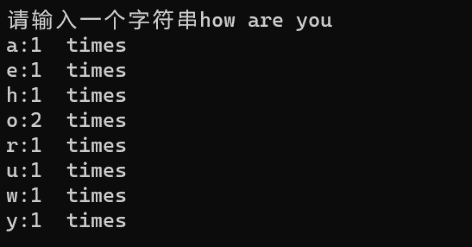 请输入一个字符串how are you
a:1  times
e:1  times
h:1  times
o:2  times
r:1  times
u:1  times
w:1  times
y:1  times